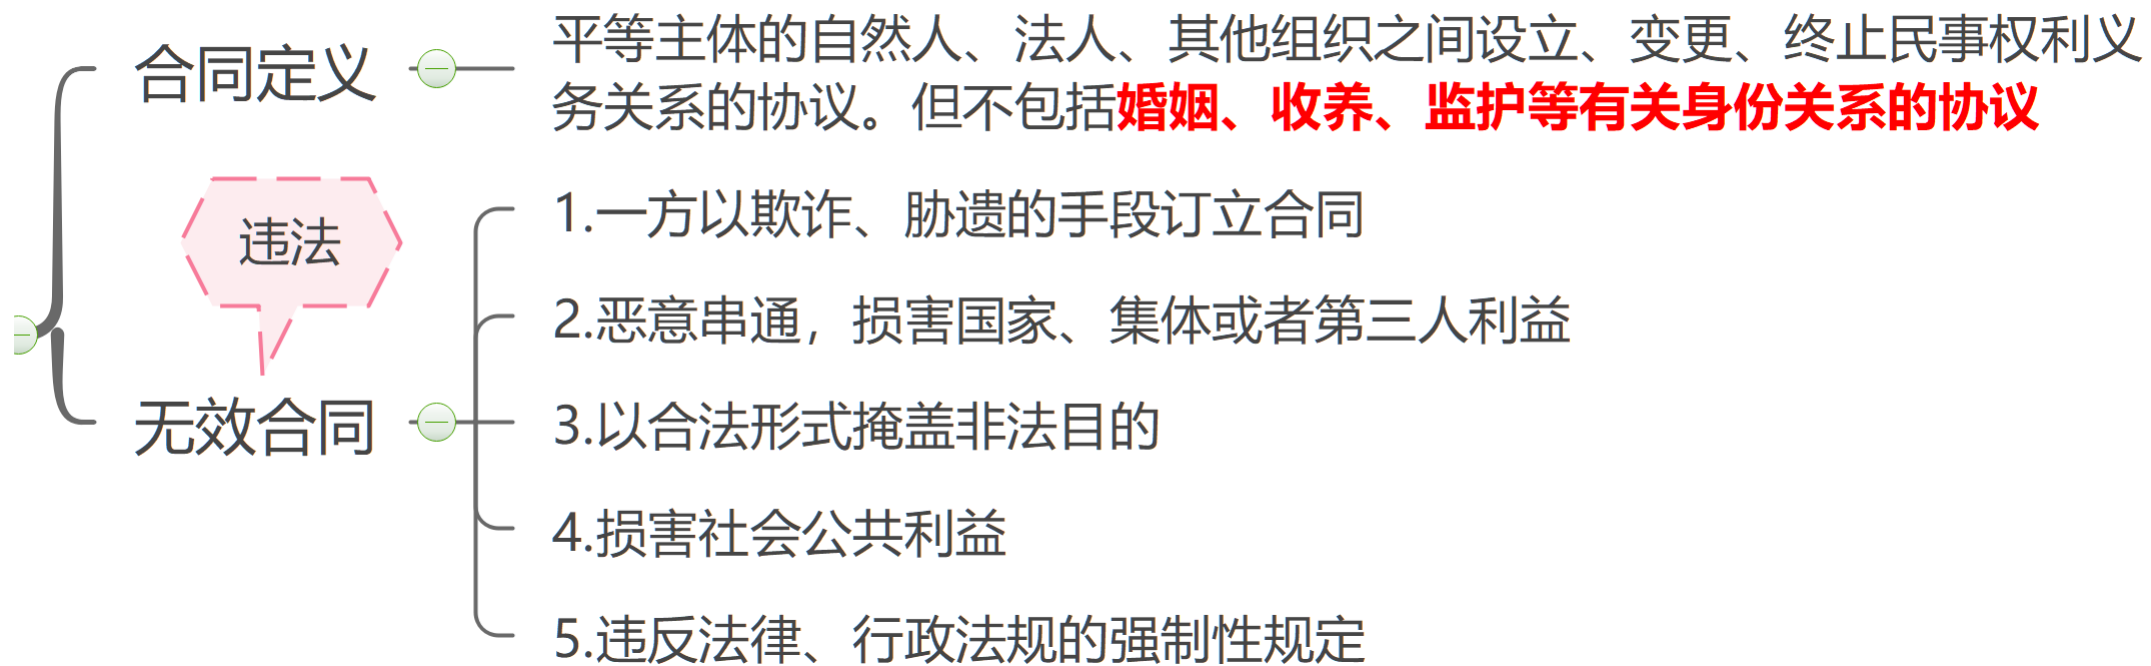 合同定义
平等主体的自然人、法人、其他组织之间设立、变更、终止民事权利义
务关系的协议。但不包括婚姻、收养、监护等有关身份关系的协议
违法
无效合同
1.一方以欺诈、胁遗的手段订立合同
2.恶意串通，损害国家、集体或者第三人利益
3.以合法形式掩盖非法目的
4.损害社会公共利益
5.违反法律、行政法规的强制性规定